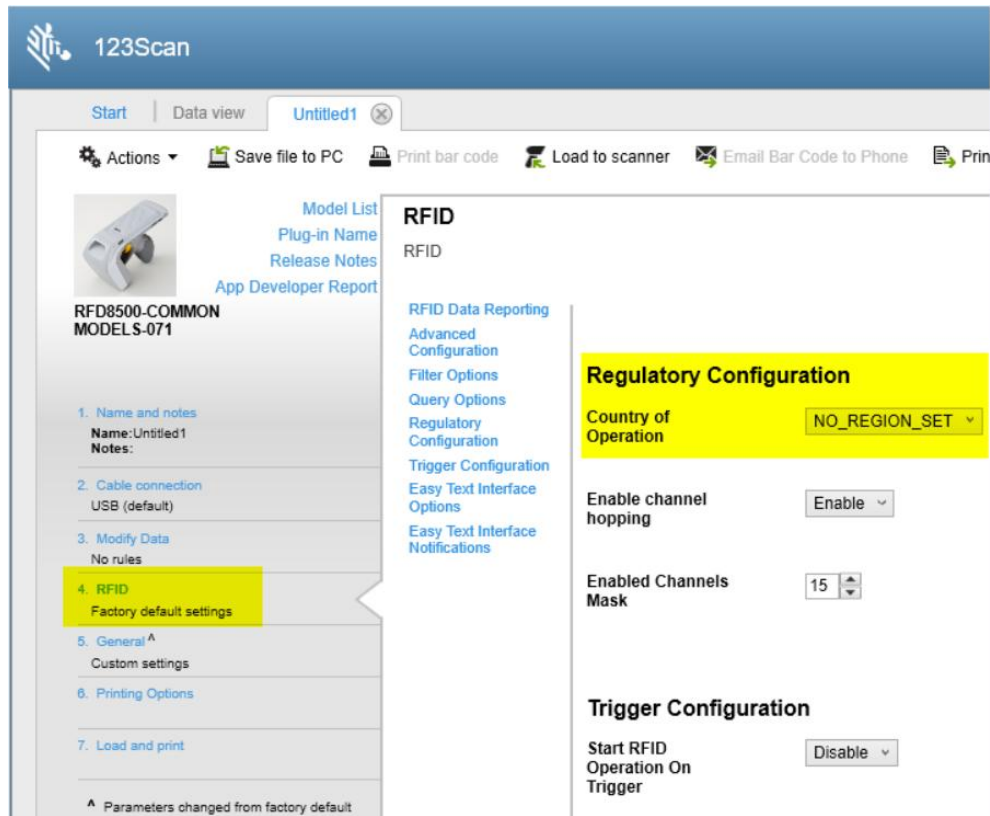 123Scan
Start
Data view
Untitled1
Actions
Save file to PC
Print bar code
Load to scanner
Email Bar Code to Phone
Model List
Plug-in Name
Release Notes
App Developer Report
RFD8500-COMMON
MODELS-071
1. Name and notes
Name:Untitled1
Notes:
2. Cable connection
USB (default)
3. Modify Data
No rules
4. RFID
Factory default settings
5. General ^
Custom settings
6. Printing Options
7. Load and print
^ Parameters changed from factory default
RFID
RFID
RFID Data Reporting
Advanced
Configuration
Filter Options
Query Options
Regulatory
Configuration
Trigger Configuration
Easy Text Interface
Options
Easy Text Interface
Notifications
Regulatory Configuration
Country of
Operation
NO_REGION_SET
Enable channel
hopping
Enable
Enabled Channels
Mask
15
Trigger Configuration
Start RFID
Operation On
Trigger
Disable